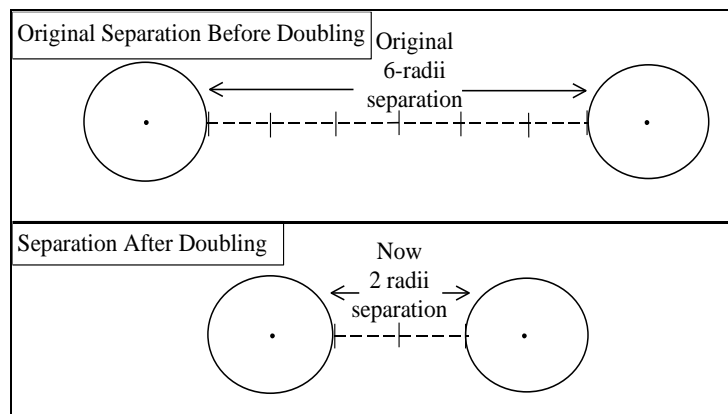 Original Separation Before Doubling
Original
6-radii
separation
Separation After Doubling
Now
2 radii
separation